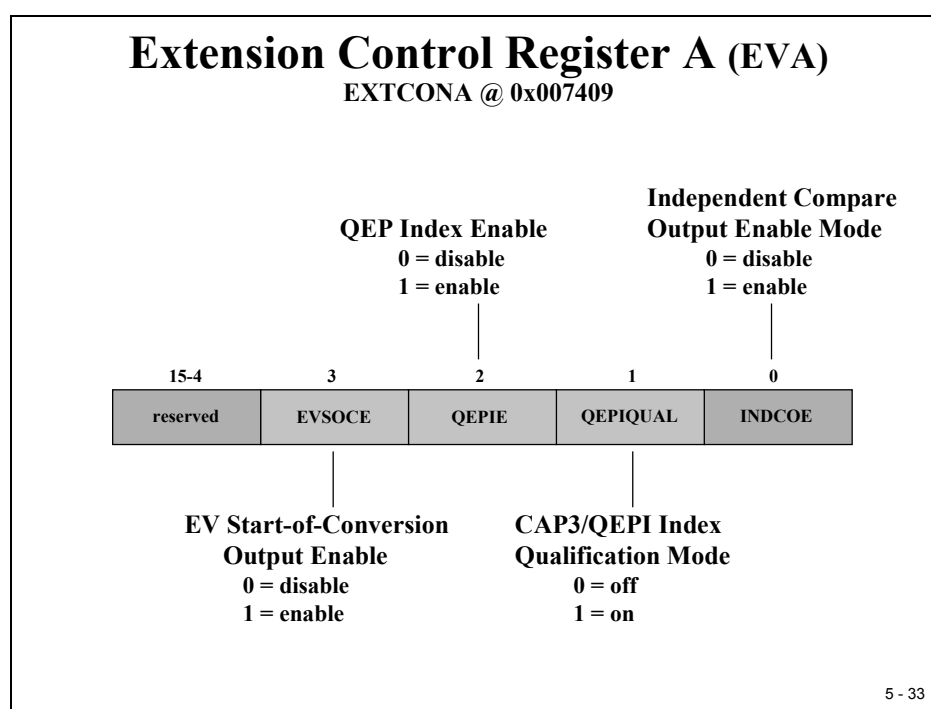 Extension Control Register A (EVA)
EXTCONA @ 0x007409
Independent Compare
Output Enable Mode
0 = disable
1 = enable
QEP Index Enable
0 = disable
1 = enable
15-4 3 2 1 0
reserved EVSOCE QEPIE QEPIQUAL INDCOE
EV Start-of-Conversion
Output Enable
0 = disable
1 = enable
CAP3/QEPI Index
Qualification Mode
0 = off
1 = on
5 - 33